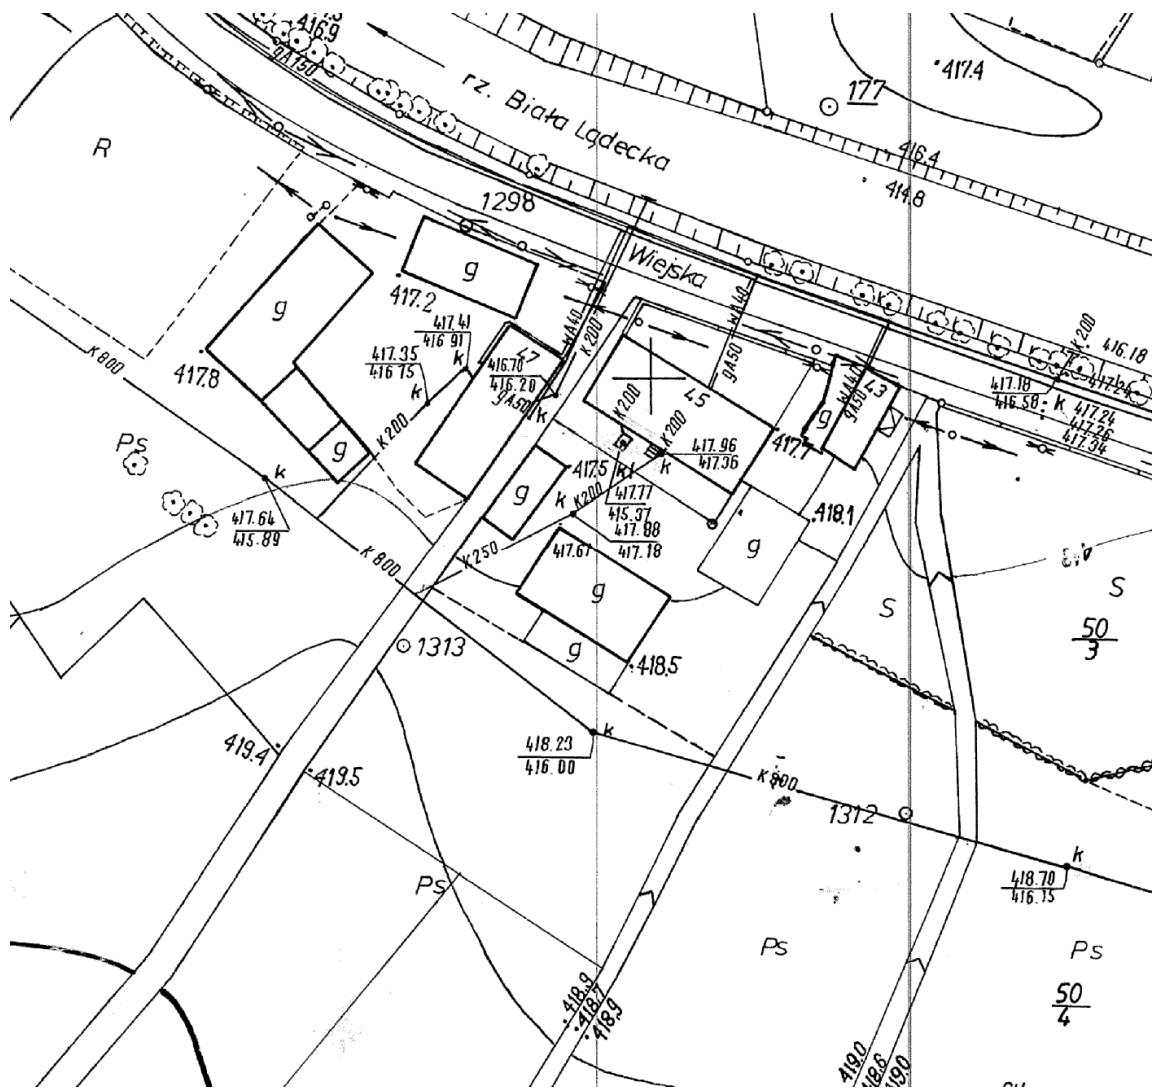 416.9
gA150
rz. Biała Lądecka
417.4
177
416.4
414.8
R
1298
Wiejska
g
g
417.2
417.8
K 800
417.41
416.91
k
417.35
416.75
k
47
416.70
416.20
gA50
k
wA40
K200
wA40
gA50
45
K200
K200
43
wA40
gA50
g
K200
416.18
417.18
416.58
k
417.24
417.26
417.34
Ps
K200
g
k
417.64
415.89
417.5
g
k
K200
k
417.96
417.36
417.1
417.77
415.37
417.88
417.18
418.1
K250
417.67
g
g
K800
S
S
50
3
1313
g
418.5
419.4
419.5
418.23
416.00
k
K800
1312
k
418.70
416.15
Ps
Ps
Ps
50
4
418.9
418.7
418.9
419.0
418.6
419.0